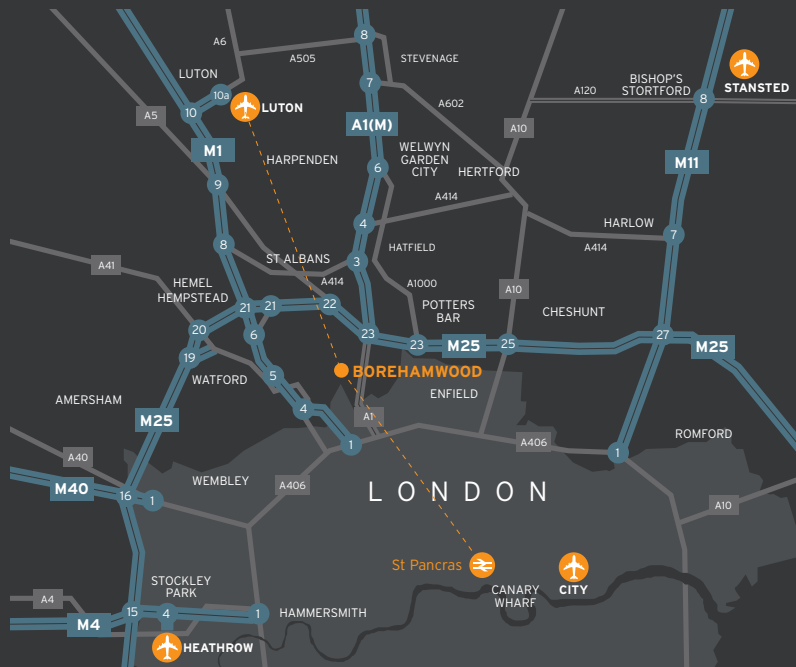 A6
8
A505
STEVENAGE
LUTON
7
BISHOP'S
STORTFORD
STANSTED
10a
LUTON
A120
8
A602
A5
10
A1(M)
A10
M1
HARPENDEN
WELWYN
GARDEN
CITY
M11
6
HERTFORD
9
A414
4
HARLOW
7
8
HATFIELD
A414
ST ALBANS
3
A41
A414
A1000
HEMEL
HEMPSTEAD
A10
21
21
22
POTTERS
BAR
CHESHUNT
20
6
23
23
M25
25
27
M25
19
WATFORD
5
BOREHAMWOOD
ENFIELD
AMERSHAM
M25
4
A1
ROMFORD
1
A406
1
A40
WEMBLEY
A406
M40
16
1
LONDON
A10
St Pancras
STOCKLEY
PARK
CANARY
WHARF
CITY
A4
15
4
1
HAMMERSMITH
M4
HEATHROW